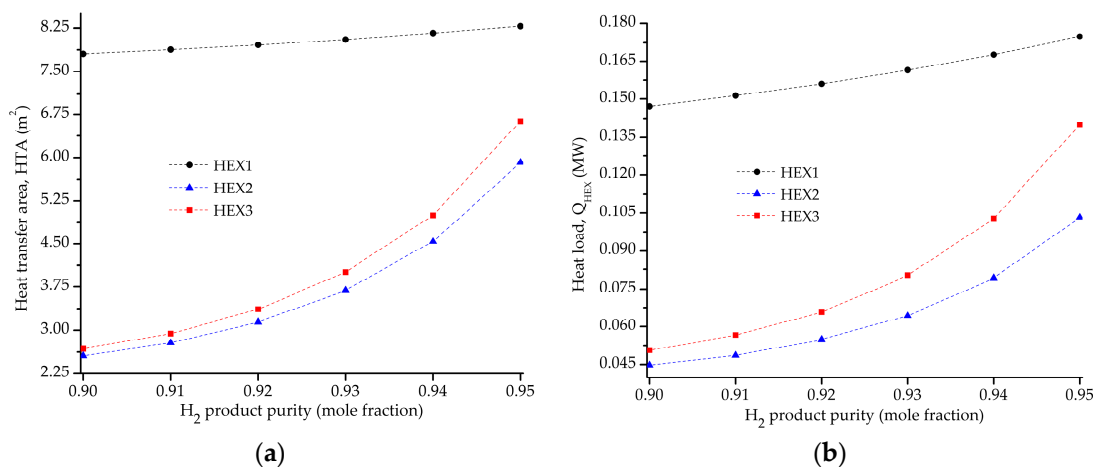 8.25
7.50
6.75
6.00
5.25
4.50
3.75
3.00
2.25
Heat transfer area, HTA (m²)
HEX1
HEX2
HEX3
0.90 0.91 0.92 0.93 0.94 0.95
H₂ product purity (mole fraction)
(a)
0.180
0.165
0.150
0.135
0.120
0.105
0.090
0.075
0.060
0.045
Heat load, Q_HEX (MW)
HEX1
HEX2
HEX3
0.90 0.91 0.92 0.93 0.94 0.95
H₂ product purity (mole fraction)
(b)